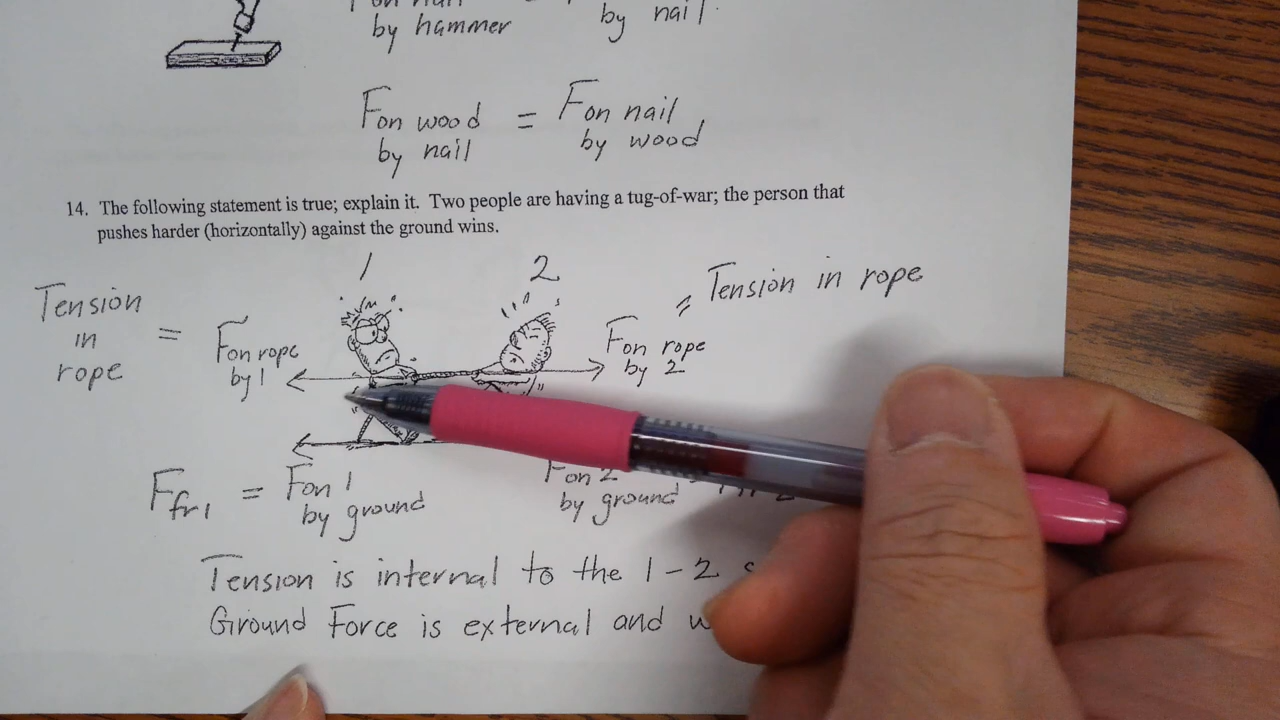 by hammer
by nail.
F on wood = F on nail
by nail by wood
14. The following statement is true; explain it. Two people are having a tug-of-war; the person that
pushes harder (horizontally) against the ground wins.
1 2
Tension in rope =
F on rope by 1
F on rope by 2
= Tension in rope
Ffr1 = F on 1
by ground
F on 2
by ground
Tension is internal to the 1-2
Ground Force is external and